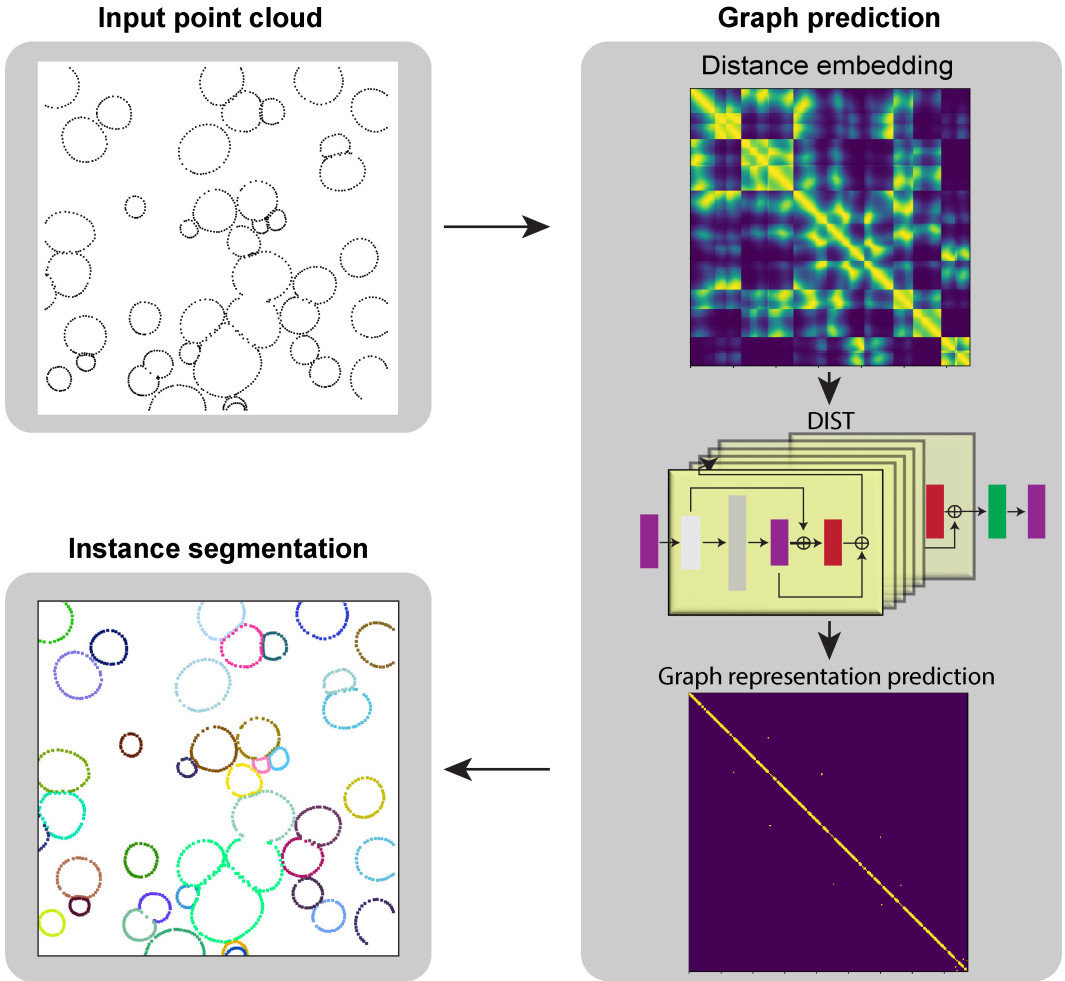 Input point cloud
Graph prediction
Distance embedding
DIST
Instance segmentation
Graph representation prediction